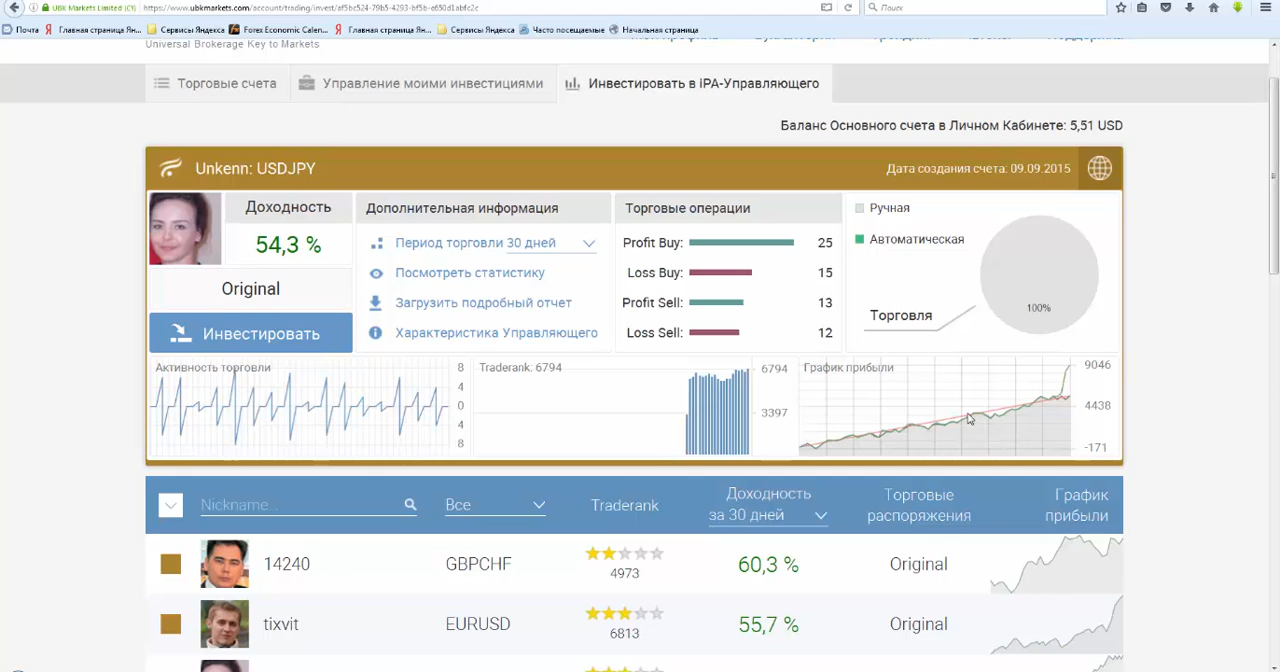 UBK Markets Limited (CY)
https://www.ubkmarkets.com/account/trading/invest/af5bc524-79b5-4293-bf5b-e650d1abfc2c
Поиск
Почта
Главная страница Ян...
Сервисы Яндекса
Forex Economic Calen...
Главная страница Ян...
Сервисы Яндекса
Часто посещаемые
Начальная страница
Universal Brokerage Key to Markets
Торговые счета
Управление моими инвестициями
Инвестировать в iPA-Управляющего
Баланс Основного счета в Личном Кабинете: 5,51 USD
Unkenn: USDJPY
Дата создания счета: 09.09.2015
Доходность
54,3 %
Original
Инвестировать
Дополнительная информация
Период торговли 30 дней
Посмотреть статистику
Загрузить подробный отчет
Характеристика Управляющего
Торговые операции
Profit Buy: 25
Loss Buy: 15
Profit Sell: 13
Loss Sell: 12
Ручная
Автоматическая
Торговля
100%
Активность торговли
8
4
0
4
8
Traderank: 6794
6794
3397
График прибыли
9046
4438
-171
Nickname...
Все
Traderank
Доходность
за 30 дней
Торговые
распоряжения
График
прибыли
14240 GBPCHF 4973 60,3 % Original
tixvit EURUSD 6813 55,7 % Original